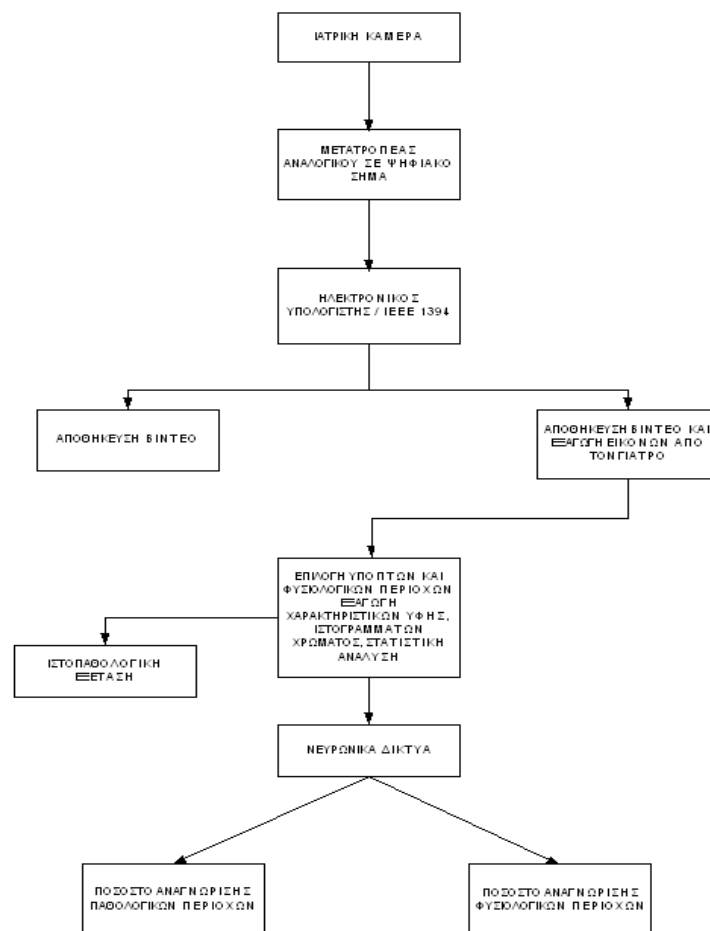 ΙΑΤΡΙΚΗ ΚΑΜΕΡΑ
ΜΕΤΑΤΡΟΠΕΑΣ
ΑΝΑΛΟΓΙΚΟΥ ΣΕ ΨΗΦΙΑΚΟ
ΣΗΜΑ
ΗΛΕΚΤΡΟΝΙΚΟΣ
ΥΠΟΛΟΓΙΣΤΗΣ / IEEE 1394
ΑΠΟΘΗΚΕΥΣΗ ΒΙΝΤΕΟ
ΑΠΟΘΗΚΕΥΣΗ ΒΙΝΤΕΟ ΚΑΙ
ΕΞΑΓΩΓΗ ΕΙΚΟΝΩΝ ΑΠΟ
ΤΟΝ ΓΙΑΤΡΟ
ΕΠΙΛΟΓΗ ΥΠΟΠΤΩΝ ΚΑΙ
ΦΥΣΙΟΛΟΓΙΚΩΝ ΠΕΡΙΟΧΩΝ
ΕΞΑΓΩΓΗ
ΧΑΡΑΚΤΗΡΙΣΤΙΚΩΝ ΥΦΗΣ,
ΙΣΤΟΓΡΑΜΜΑΤΩΝ
ΧΡΩΜΑΤΟΣ, ΣΤΑΤΙΣΤΙΚΗ
ΑΝΑΛΥΣΗ
ΙΣΤΟΠΑΘΟΛΟΓΙΚΗ
ΕΞΕΤΑΣΗ
ΝΕΥΡΩΝΙΚΑ ΔΙΚΤΥΑ
ΠΟΣΟΣΤΟ ΑΝΑΓΝΩΡΙΣΗΣ
ΠΑΘΟΛΟΓΙΚΩΝ ΠΕΡΙΟΧΩΝ
ΠΟΣΟΣΤΟ ΑΝΑΓΝΩΡΙΣΗΣ
ΦΥΣΙΟΛΟΓΙΚΩΝ ΠΕΡΙΟΧΩΝ